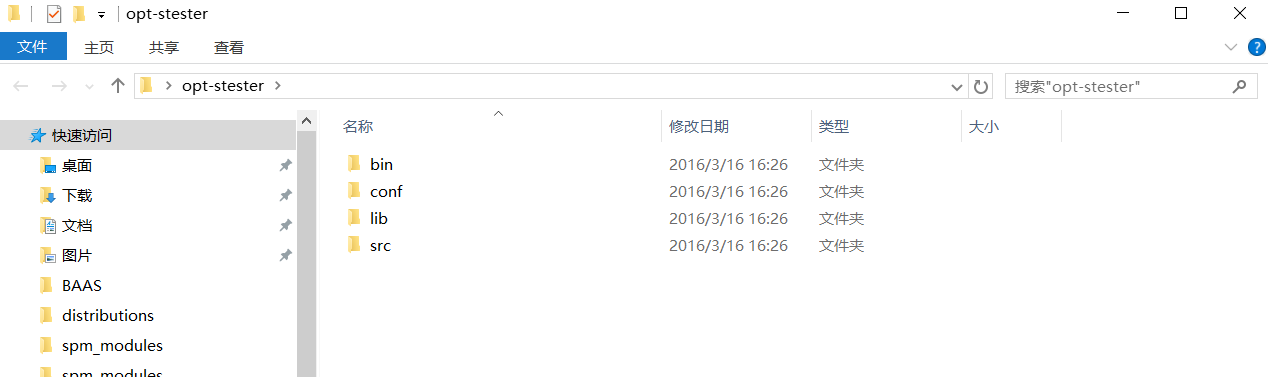 opt-stester
文件 主页 共享 查看
opt-stester
搜索"opt-stester"
快速访问
桌面
下载
文档
图片
BAAS
distributions
spm_modules
spm_modules
名称 修改日期 类型 大小
bin 2016/3/16 16:26 文件夹
conf 2016/3/16 16:26 文件夹
lib 2016/3/16 16:26 文件夹
src 2016/3/16 16:26 文件夹